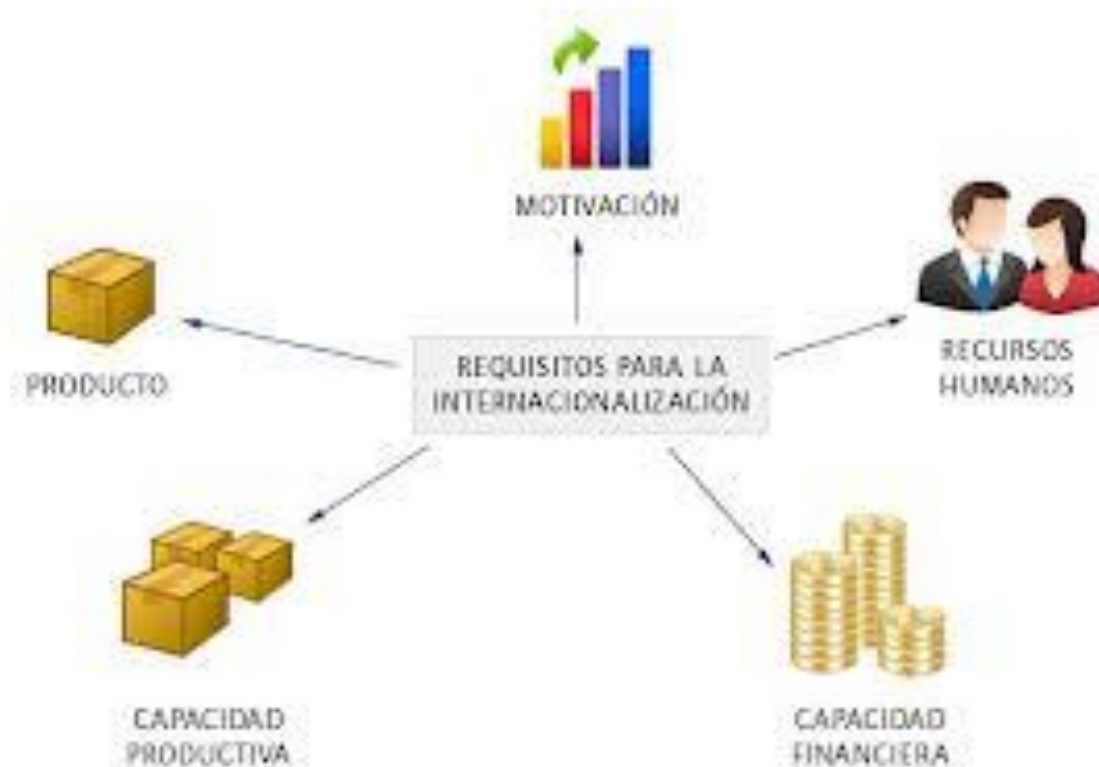 MOTIVACIÓN
PRODUCTO
REQUISITOS PARA LA
INTERNACIONALIZACIÓN
RECURSOS
HUMANOS
CAPACIDAD
PRODUCTIVA
CAPACIDAD
FINANCIERA